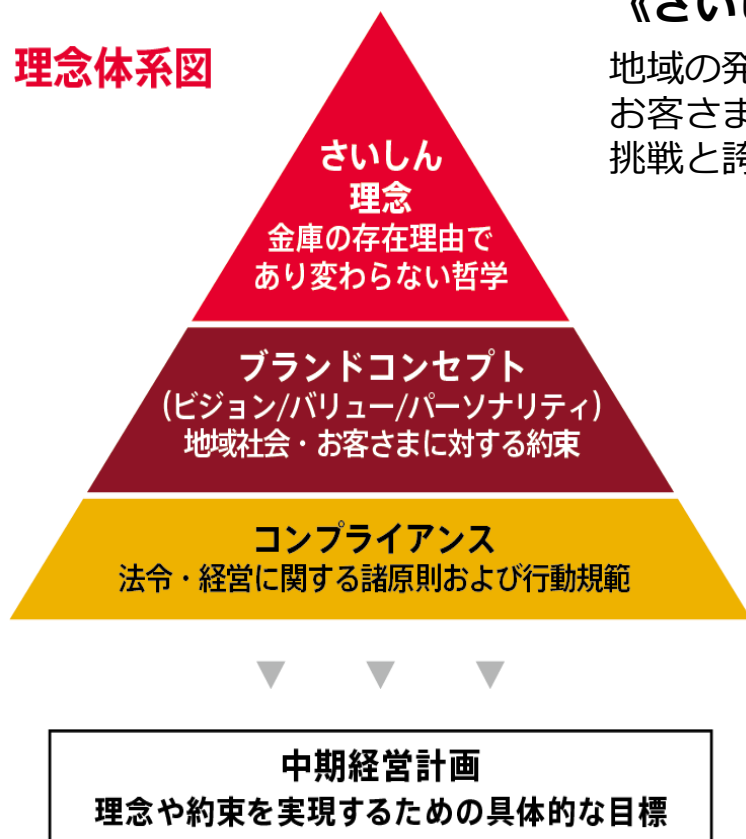 理念体系図
《さい
地域の発
お客さま
挑戦と誇
さいしん
理念
金庫の存在理由で
あり変わらない哲学
ブランドコンセプト
(ビジョン/バリュー/パーソナリティ)
地域社会・お客さまに対する約束
コンプライアンス
法令・経営に関する諸原則および行動規範
中期経営計画
理念や約束を実現するための具体的な目標